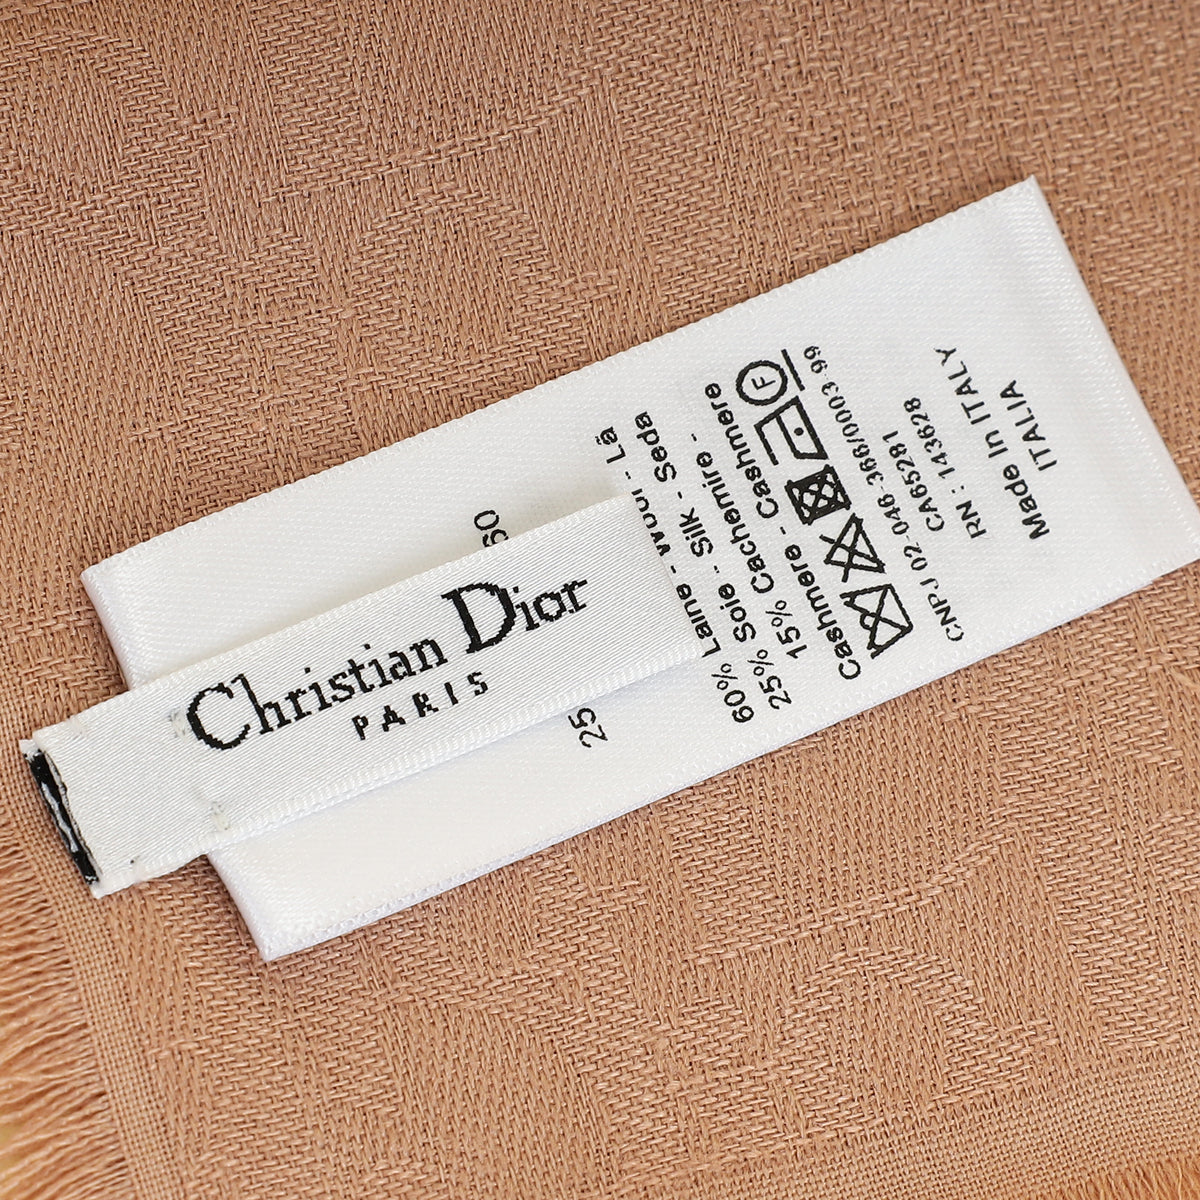 Christian Dior
PARIS
25
50
60% Laine - Wool - Lã
25% Soie - Silk - Seda
15% Cachemire -
Cashmere - Cashmere
F
CNPJ 02-046-366/0003 99
CA65281
RN : 143628
Made In ITALY
ITALIA